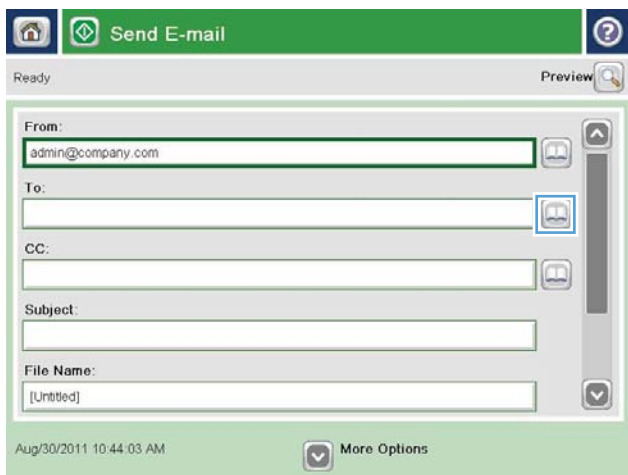 Send E-mail
Ready
Preview
From:
admin@company.com
To:
CC:
Subject:
File Name:
[Untitled]
Aug/30/2011 10:44:03 AM
More Options